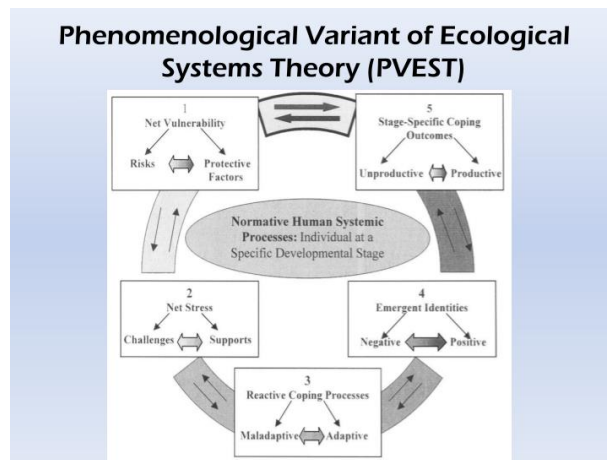 Phenomenological Variant of Ecological
Systems Theory (PVEST)
1
Net Vulnerability
Risks
Protective
Factors
5
Stage-Specific Coping
Outcomes
Unproductive
Productive
Normative Human Systemic
Processes: Individual at a
Specific Developmental Stage
2
Net Stress
Challenges
Supports
4
Emergent Identities
Negative
Positive
3
Reactive Coping Processes
Maladaptive
Adaptive